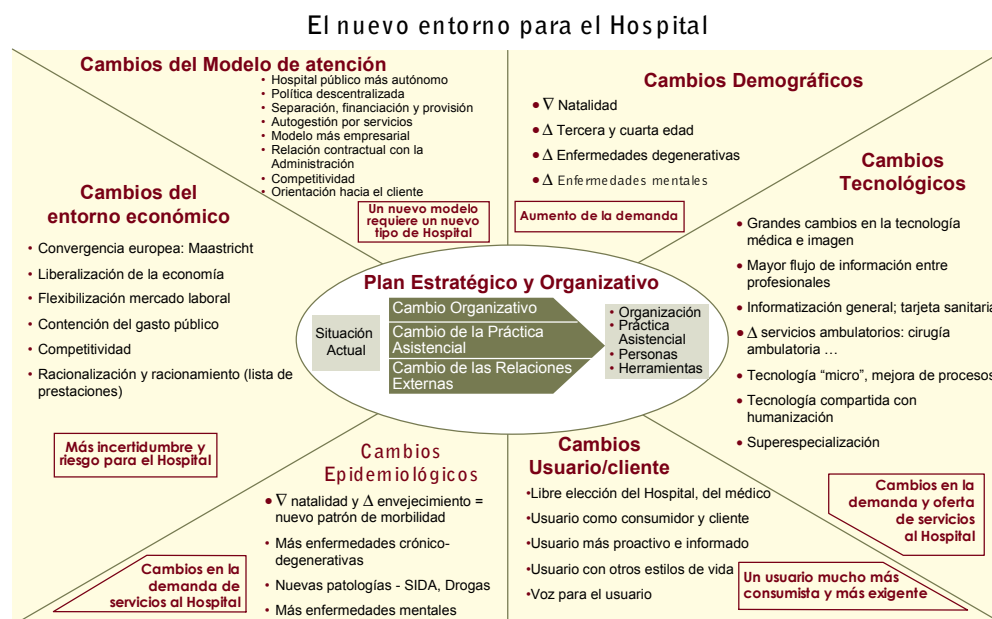 El nuevo entorno para el Hospital
Cambios del Modelo de atención
• Hospital público más autónomo
• Política descentralizada
• Separación, financiación y provisión
• Autogestión por servicios
• Modelo más empresarial
• Relación contractual con la
Administración
• Competitividad
• Orientación hacia el cliente
Un nuevo modelo
requiere un nuevo
tipo de Hospital
Cambios Demográficos
• ∇ Natalidad
• Δ Tercera y cuarta edad
• Δ Enfermedades degenerativas
• Δ Enfermedades mentales
Aumento de la demanda
Cambios del
entorno económico
• Convergencia europea: Maastricht
• Liberalización de la economía
• Flexibilización mercado laboral
• Contención del gasto público
• Competitividad
• Racionalización y racionamiento (lista de
prestaciones)
Más incertidumbre y
riesgo para el Hospital
Cambios
Tecnológicos
• Grandes cambios en la tecnología
médica e imagen
• Mayor flujo de información entre
profesionales
• Informatización general; tarjeta sanitaria
• Δ servicios ambulatorios: cirugía
ambulatoria …
• Tecnología “micro”, mejora de procesos
• Tecnología compartida con
humanización
• Superespecialización
Cambios en la
demanda y oferta
de servicios
al Hospital
Plan Estratégico y Organizativo
Situación
Actual
Cambio Organizativo
Cambio de la Práctica
Asistencial
Cambio de las Relaciones
Externas
• Organización
• Práctica
Asistencial
• Personas
• Herramientas
Cambios
Epidemiológicos
• ∇ natalidad y Δ envejecimiento =
nuevo patrón de morbilidad
• Más enfermedades crónico-
degenerativas
• Nuevas patologías - SIDA, Drogas
• Más enfermedades mentales
Cambios en la
demanda de
servicios al Hospital
Cambios
Usuario/cliente
•Libre elección del Hospital, del médico
•Usuario como consumidor y cliente
•Usuario más proactivo e informado
•Usuario con otros estilos de vida
•Voz para el usuario
Un usuario mucho más
consumista y más exigente